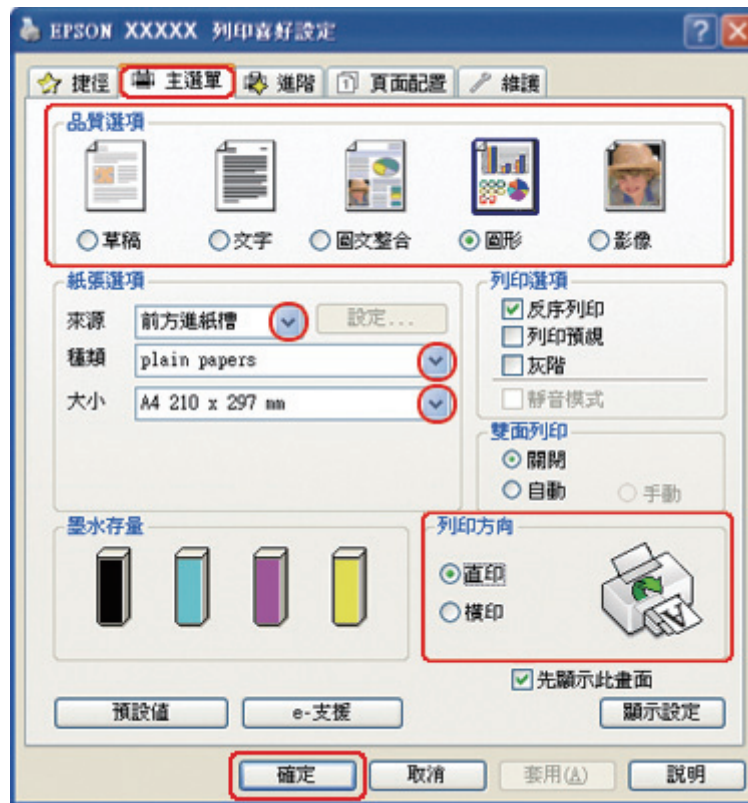 EPSON XXXXX 列印喜好設定
捷徑 主選單 進階 頁面配置 維護
品質選項
草稿 文字 圖文整合 圖形 影像
紙張選項
來源 前方進紙槽 設定...
種類 plain papers
大小 A4 210 x 297 mm
列印選項
反序列印
列印預視
灰階
靜音模式
雙面列印
關閉
自動 手動
墨水存量
列印方向
直印
橫印
先顯示此畫面
預設值 e-支援 顯示設定
確定 取消 套用(A) 說明